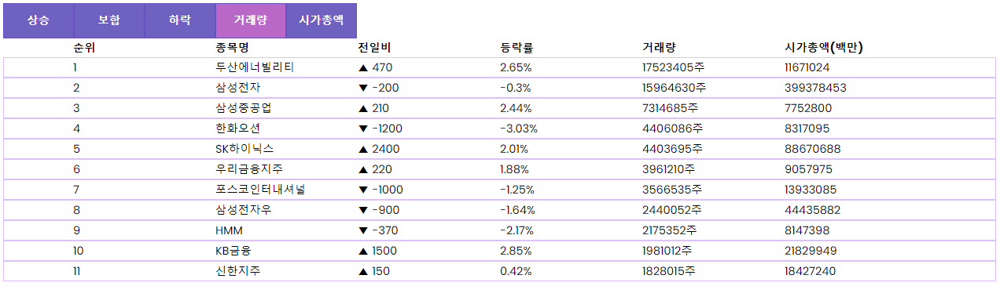 상승 보합 하락 거래량 시가총액
순위 종목명 전일비 등락률 거래량 시가총액(백만)
1 두산에너빌리티 ▲ 470 2.65% 17523405주 11671024
2 삼성전자 ▼ -200 -0.3% 15964630주 399378453
3 삼성중공업 ▲ 210 2.44% 7314685주 7752800
4 한화오션 ▼ -1200 -3.03% 4406086주 8317095
5 SK하이닉스 ▲ 2400 2.01% 4403695주 88670688
6 우리금융지주 ▲ 220 1.88% 3961210주 9057975
7 포스코인터내셔널 ▼ -1000 -1.25% 3566535주 13933085
8 삼성전자우 ▼ -900 -1.64% 2440052주 44435882
9 HMM ▼ -370 -2.17% 2175352주 8147398
10 KB금융 ▲ 1500 2.85% 1981012주 21829949
11 신한지주 ▲ 150 0.42% 1828015주 18427240